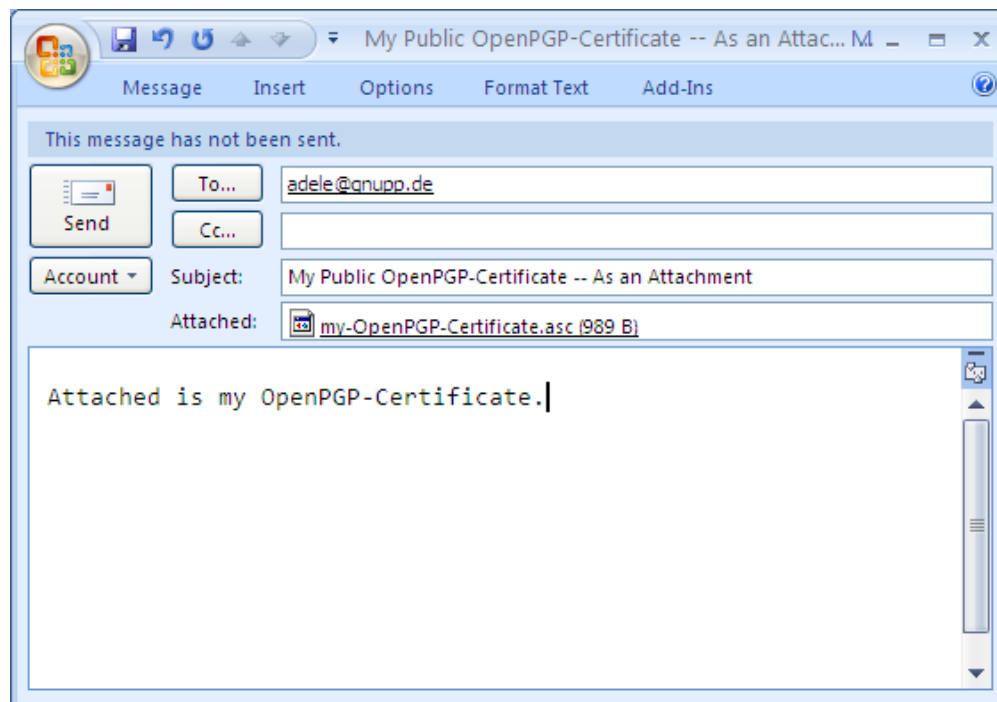 My Public OpenPGP-Certificate -- As an Attac... M
Message Insert Options Format Text Add-Ins
This message has not been sent.
To... adele@gnupp.de
Send
Cc...
Account Subject: My Public OpenPGP-Certificate -- As an Attachment
Attached: my-OpenPGP-Certificate.asc (989 B)
Attached is my OpenPGP-Certificate.